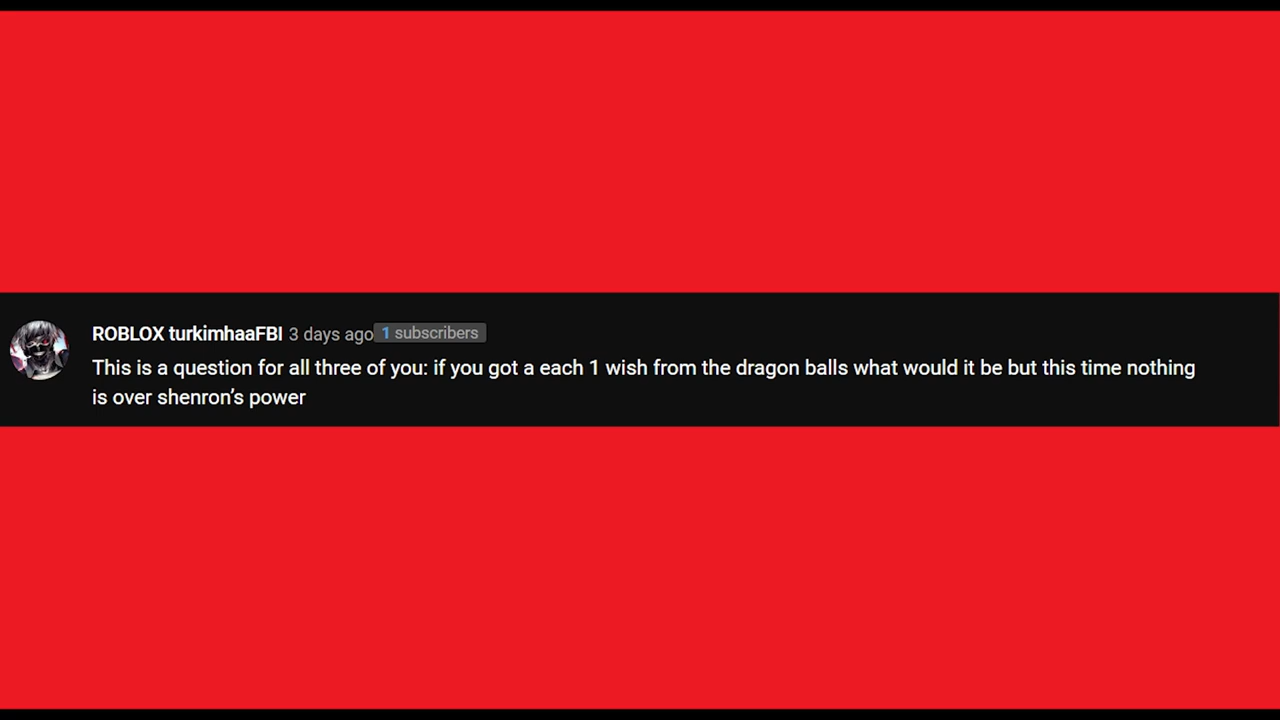 ROBLOX turkimhaaFBI 3 days ago 1 subscribers
This is a question for all three of you: if you got a each 1 wish from the dragon balls what would it be but this time nothing
is over shenron’s power